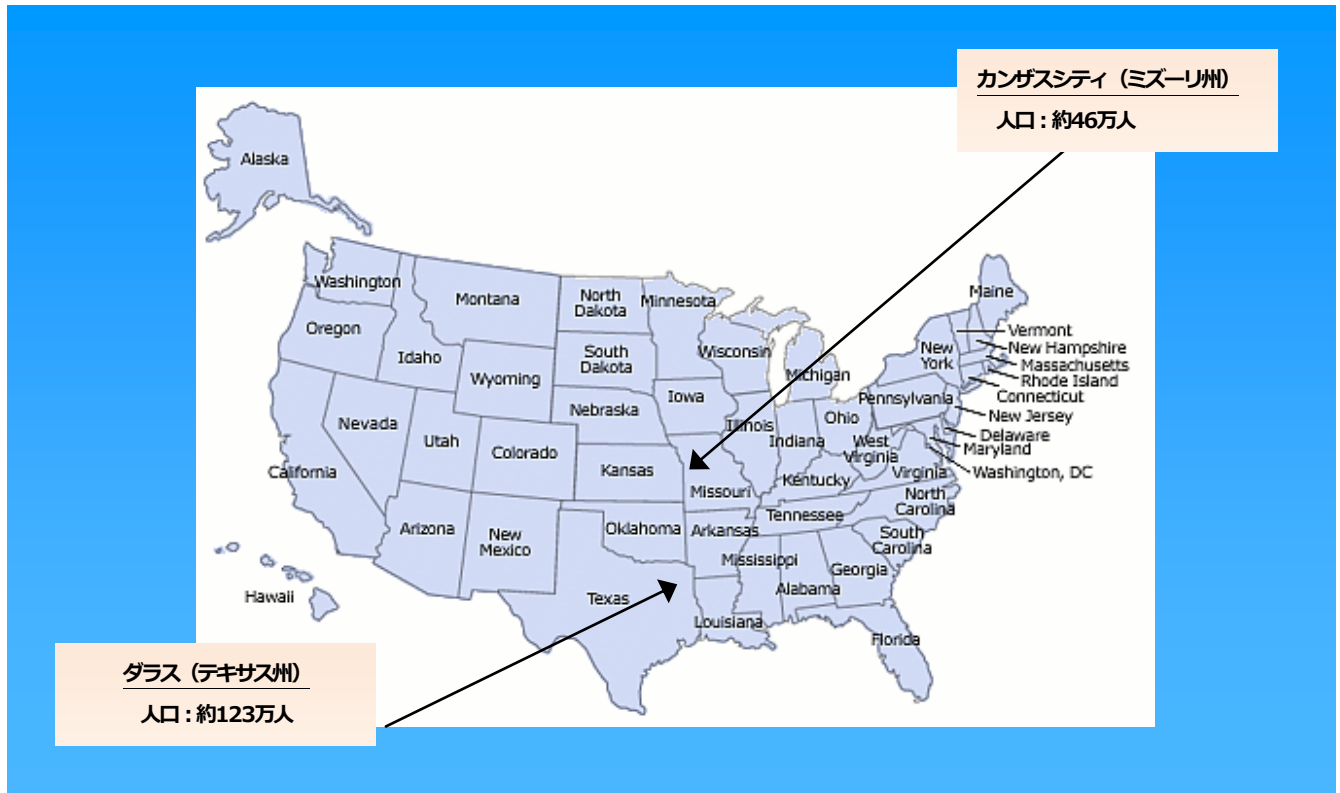 カンザスシティ（ミズーリ州）
人口：約46万人
Alaska
Washington
Montana
North
Dakota
Minnesota
Maine
Oregon
Idaho
Wyoming
South
Dakota
Wisconsin
Michigan
New
York
Vermont
New Hampshire
Massachusetts
Rhode Island
Connecticut
New Jersey
Delaware
Maryland
Washington, DC
Nevada
Utah
Colorado
Nebraska
Iowa
Illinois
Indiana
Ohio
Pennsylvania
West
Virginia
Virginia
California
Kansas
Missouri
Kentucky
North
Carolina
Arizona
New
Mexico
Oklahoma
Arkansas
Tennessee
South
Carolina
Mississippi
Alabama
Georgia
Hawaii
Texas
Louisiana
Florida
ダラス（テキサス州）
人口：約123万人